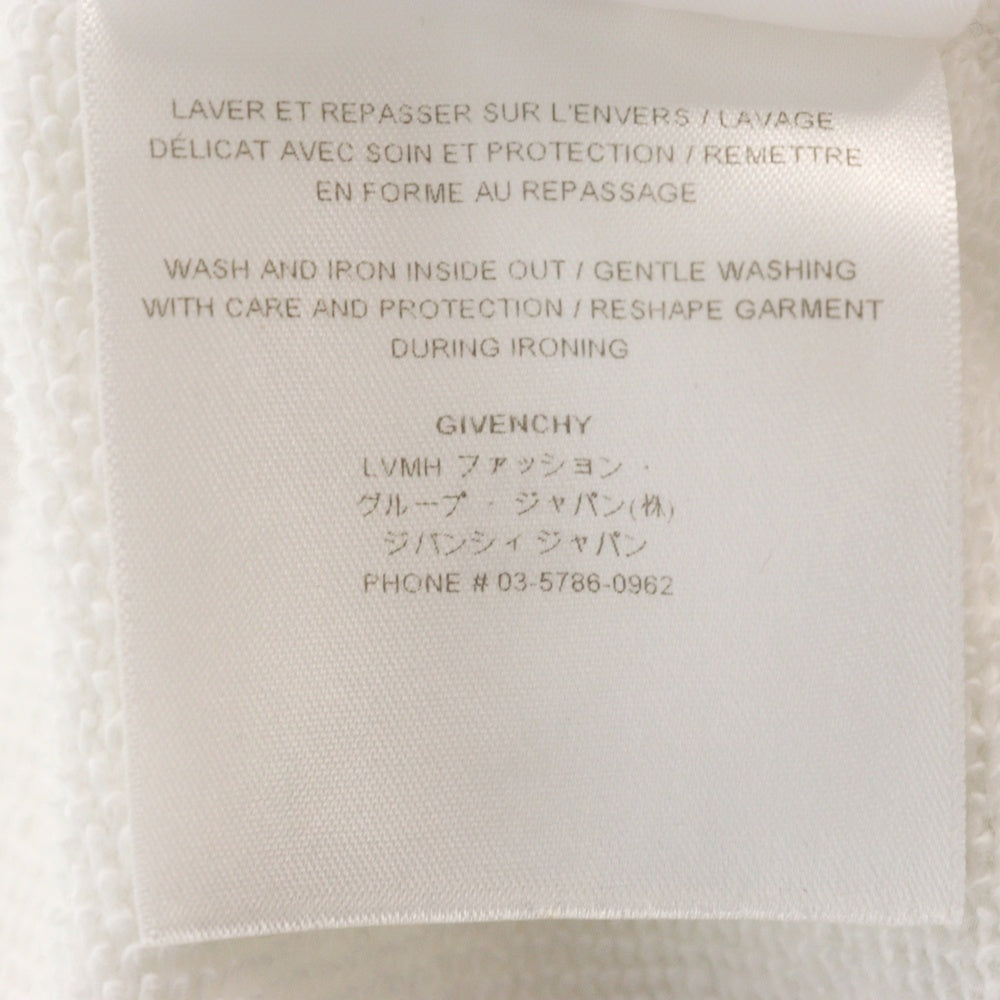 LAVER ET REPASSER SUR L'ENVERS / LAVAGE
DÉLICAT AVEC SOIN ET PROTECTION / REMETTRE
EN FORME AU REPASSAGE
WASH AND IRON INSIDE OUT / GENTLE WASHING
WITH CARE AND PROTECTION / RESHAPE GARMENT
DURING IRONING
GIVENCHY
LVMH ファッション ・
グループ ・ ジャパン(株)
ジバンシィ ジャパン
PHONE # 03-5786-0962